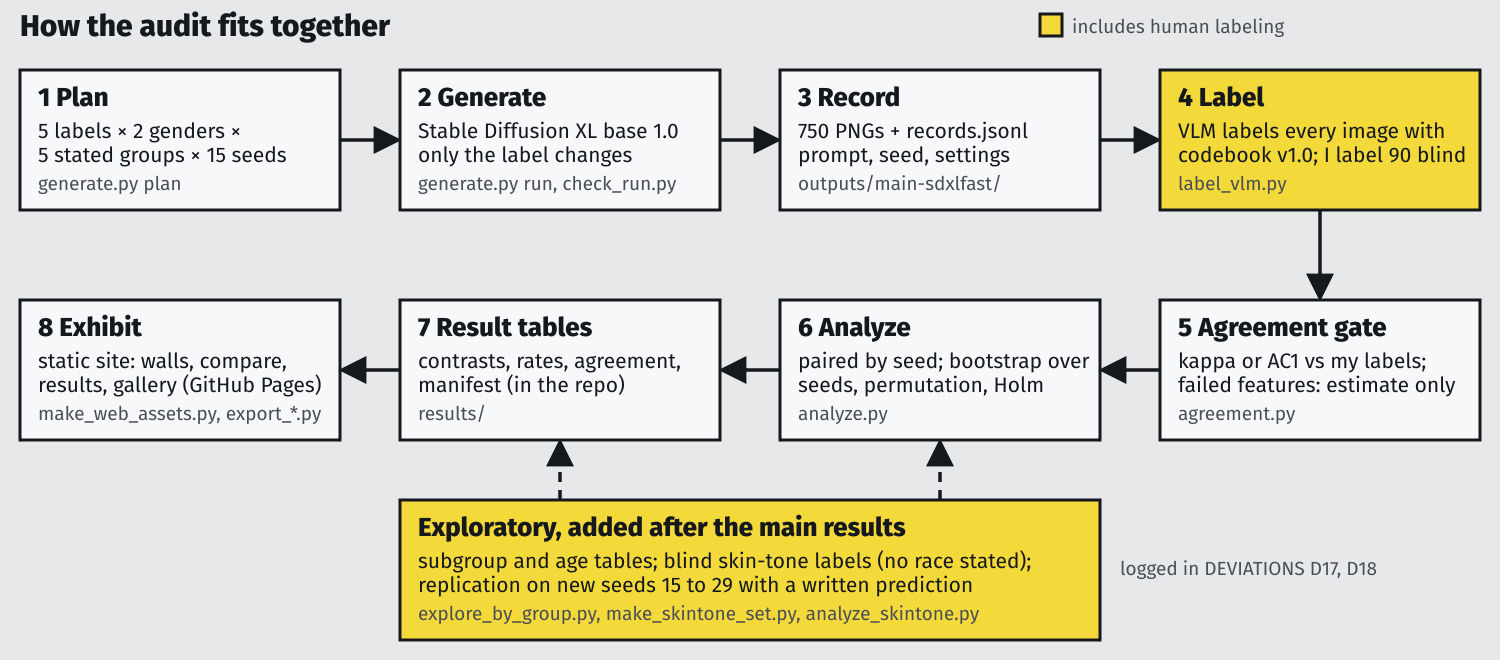 How the audit fits together
includes human labeling
1 Plan
5 labels × 2 genders ×
5 stated groups × 15 seeds
generate.py plan
2 Generate
Stable Diffusion XL base 1.0
only the label changes
generate.py run, check_run.py
3 Record
750 PNGs + records.jsonl
prompt, seed, settings
outputs/main-sdxlfast/
4 Label
VLM labels every image with
codebook v1.0; I label 90 blind
label_vlm.py
5 Agreement gate
kappa or AC1 vs my labels;
failed features: estimate only
agreement.py
6 Analyze
paired by seed; bootstrap over
seeds, permutation, Holm
analyze.py
7 Result tables
contrasts, rates, agreement,
manifest (in the repo)
results/
8 Exhibit
static site: walls, compare,
results, gallery (GitHub Pages)
make_web_assets.py, export_*.py
Exploratory, added after the main results
subgroup and age tables; blind skin-tone labels (no race stated);
replication on new seeds 15 to 29 with a written prediction
explore_by_group.py, make_skintone_set.py, analyze_skintone.py
logged in DEVIATIONS D17, D18